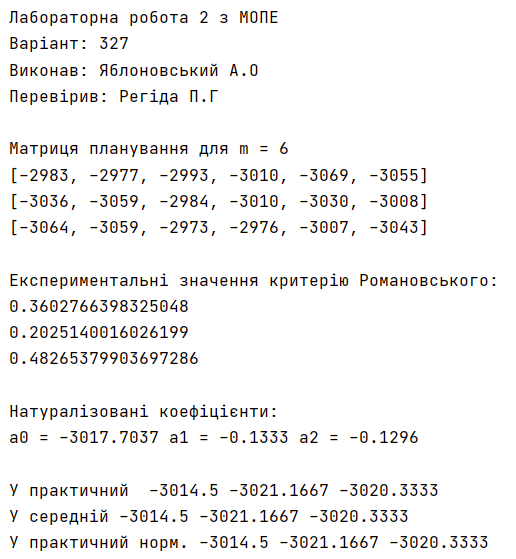 Лабораторна робота 2 з МОПЕ
Варіант: 327
Виконав: Яблоновський А.О
Перевірив: Регіда П.Г
Матриця планування для m = 6
[-2983, -2977, -2993, -3010, -3069, -3055]
[-3036, -3059, -2984, -3010, -3030, -3008]
[-3064, -3059, -2973, -2976, -3007, -3043]
Експериментальні значення критерію Романовського:
0.3602766398325048
0.2025140016026199
0.48265379903697286
Натуралізовані коефіцієнти:
a0 = -3017.7037 a1 = -0.1333 a2 = -0.1296
У практичний  -3014.5 -3021.1667 -3020.3333
У середній -3014.5 -3021.1667 -3020.3333
У практичний норм. -3014.5 -3021.1667 -3020.3333